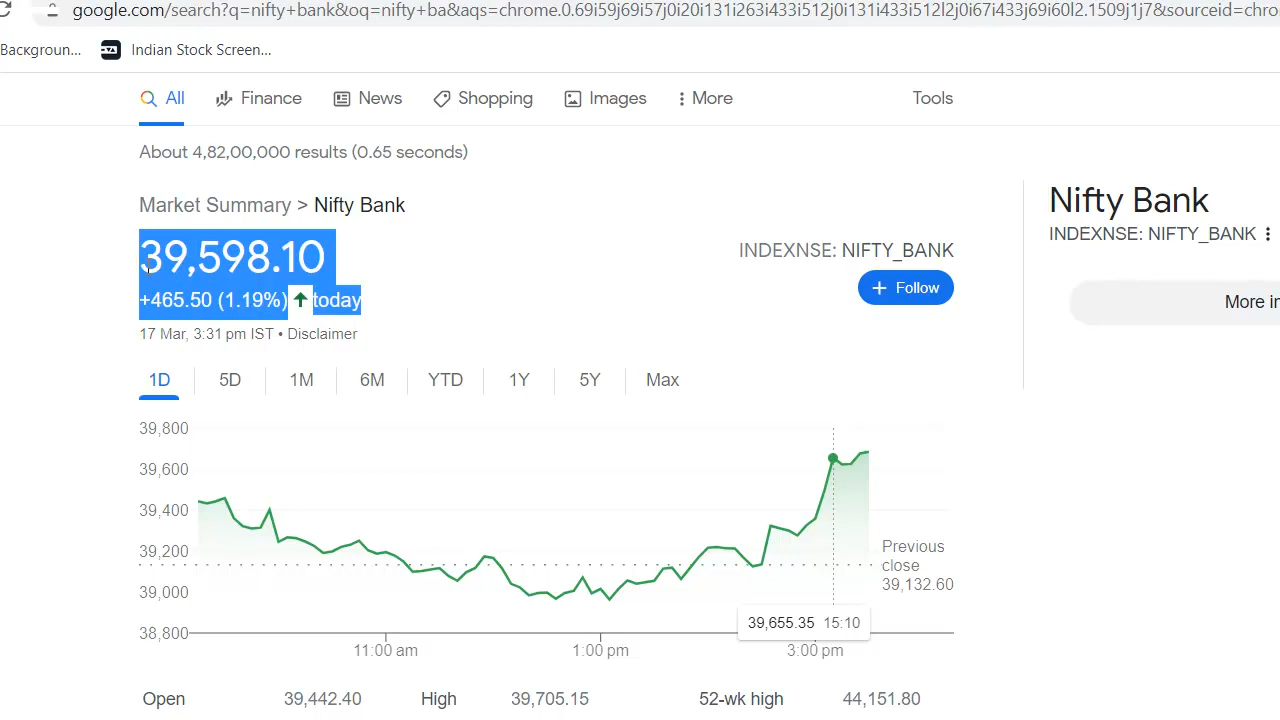 google.com/search?q=nifty+bank&oq=nifty+ba&aqs=chrome.0.69i59j69i57j0i20i131i263i433i512j0i131i433i512l2j0i67i433j69i60l2.1509j1j7&sourceid=chro
Backgroun... Indian Stock Screen...
All Finance News Shopping Images More Tools
About 4,82,00,000 results (0.65 seconds)
Market Summary > Nifty Bank
39,598.10
+465.50 (1.19%) today
17 Mar, 3:31 pm IST • Disclaimer
INDEXNSE: NIFTY_BANK
+ Follow
Nifty Bank
INDEXNSE: NIFTY_BANK
More in
1D 5D 1M 6M YTD 1Y 5Y Max
39,800
39,600
39,400
39,200
39,000
38,800
Previous
close
39,132.60
39,655.35 15:10
11:00 am 1:00 pm 3:00 pm
Open 39,442.40 High 39,705.15 52-wk high 44,151.80